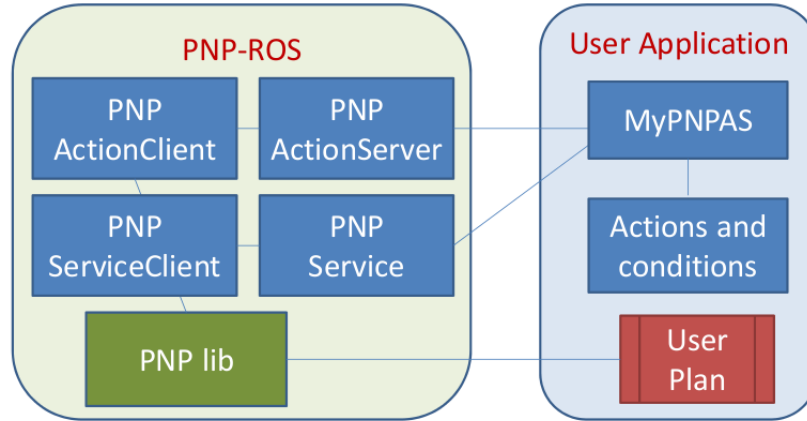 PNP-ROS
PNP
ActionClient
PNP
ActionServer
PNP
ServiceClient
PNP
Service
PNP lib
User Application
MyPNPAS
Actions and
conditions
User
Plan